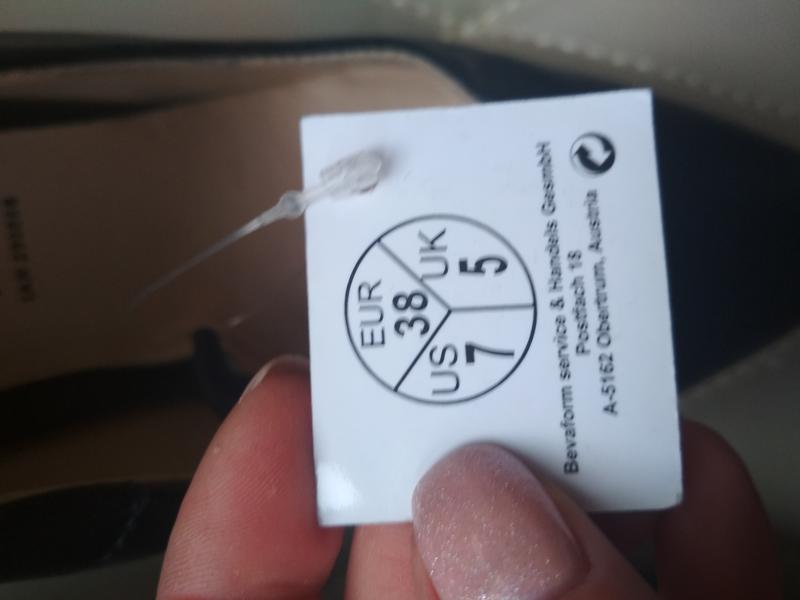 EUR
38
UK
5
US
7
Bevaform service & Handels GesmbH
Postfach 18
A-5162 Obertrum, Austria